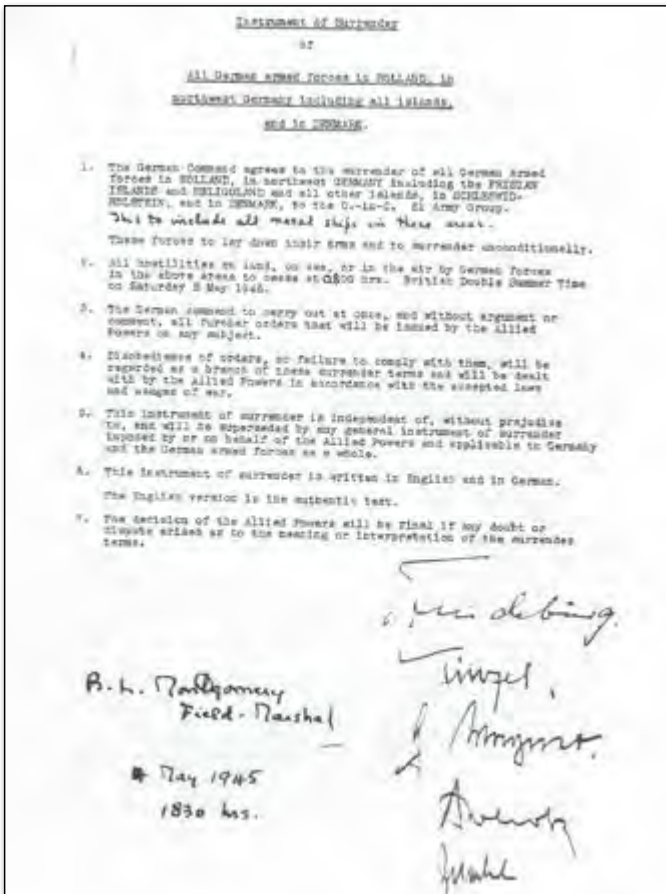 Instrument of Surrender
of
All German armed forces in HOLLAND, in
northwest Germany including all islands,
and in DENMARK.
1. The German Command agrees to the surrender of all German armed
forces in HOLLAND, in northwest GERMANY including the FRISIAN
ISLANDS and HELIGOLAND and all other islands, in SCHLESWIG-
HOLSTEIN, and in DENMARK, to the C.-in-C. 21 Army Group.
This to include all naval ships in these areas.
These forces to lay down their arms and to surrender unconditionally.
2. All hostilities on land, on sea, or in the air by German forces
in the above areas to cease at 0800 hrs. British Double Summer Time
on Saturday 5 May 1945.
3. The German command to carry out at once, and without argument or
comment, all further orders that will be issued by the Allied
Powers on any subject.
4. Disobedience of orders, or failure to comply with them, will be
regarded as a breach of these surrender terms and will be dealt
with by the Allied Powers in accordance with the accepted laws
and usages of war.
5. This instrument of surrender is independent of, without prejudice
to, and will be superseded by any general instrument of surrender
imposed by or on behalf of the Allied Powers and applicable to Germany
and the German armed forces as a whole.
6. This instrument of surrender is written in English and in German.
The English version is the authentic text.
7. The decision of the Allied Powers will be final if any doubt or
dispute arises as to the meaning or interpretation of the surrender
terms.
B. L. Montgomery
Field-Marshal
4 May 1945
1830 hrs.